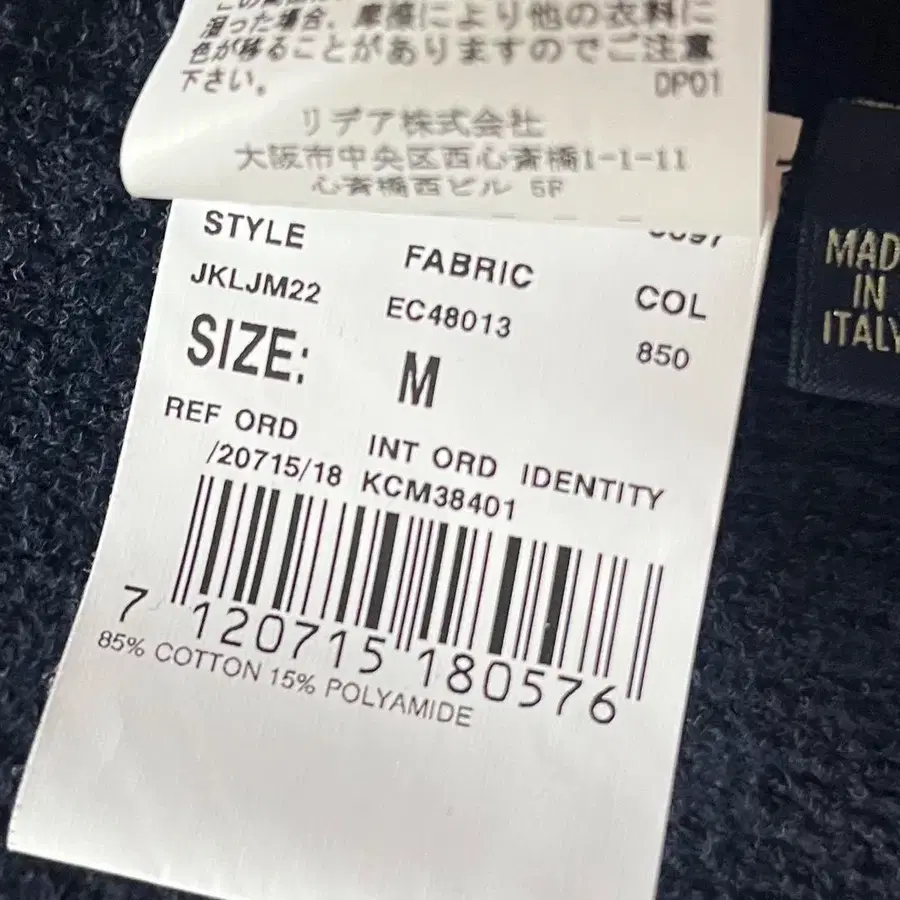 湿った場合、摩擦により他の衣料に
色が移ることがありますのでご注意
下さい。
DP01
リデア株式会社
大阪市中央区西心斎橋1-1-11
心斎橋西ビル 5F
STYLE FABRIC COL
JKLJM22 EC48013 850
SIZE: M
REF ORD INT ORD IDENTITY
/20715/18 KCM38401
7 120715 180576
85% COTTON 15% POLYAMIDE
MADE
IN
ITALY